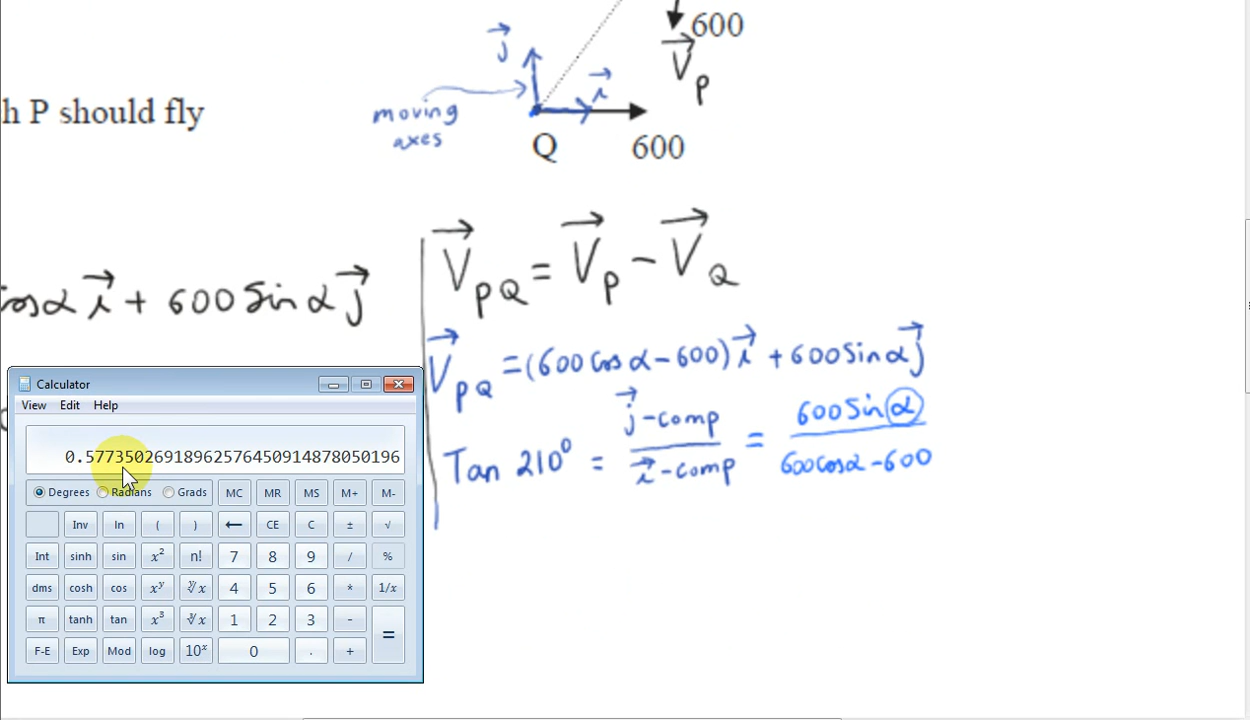 600
j
V P
i
h P should fly
moving
axes
Q
600
V PQ = V P - V Q
cosα i + 600 Sin α j
V PQ = (600 cos α - 600) i + 600 Sin α j
Tan 210° = j-comp / i-comp = 600 Sin α / 600 cosα - 600
Calculator
View Edit Help
0.57735026918962576450914878050196
Degrees Radians Grads MC MR MS M+ M-
Inv ln ( ) ← CE C ± √
Int sinh sin x² n! 7 8 9 / %
dms cosh cos xʸ ʸ√x 4 5 6 * 1/x
π tanh tan x³ ³√x 1 2 3 - =
F-E Exp Mod log 10ˣ 0 . +